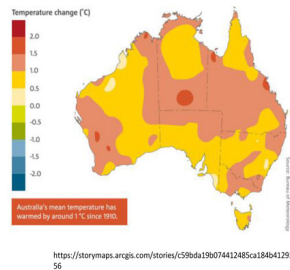 Temperature change (˚C)
2.0
1.5
1.0
0.5
0.0
-0.5
-1.0
-1.5
-2.0
Australia's mean temperature has
warmed by around 1 °C since 1910.
Source: Bureau of Meteorology
https://storymaps.arcgis.com/stories/c59bda19b074412485ca184b4129
56